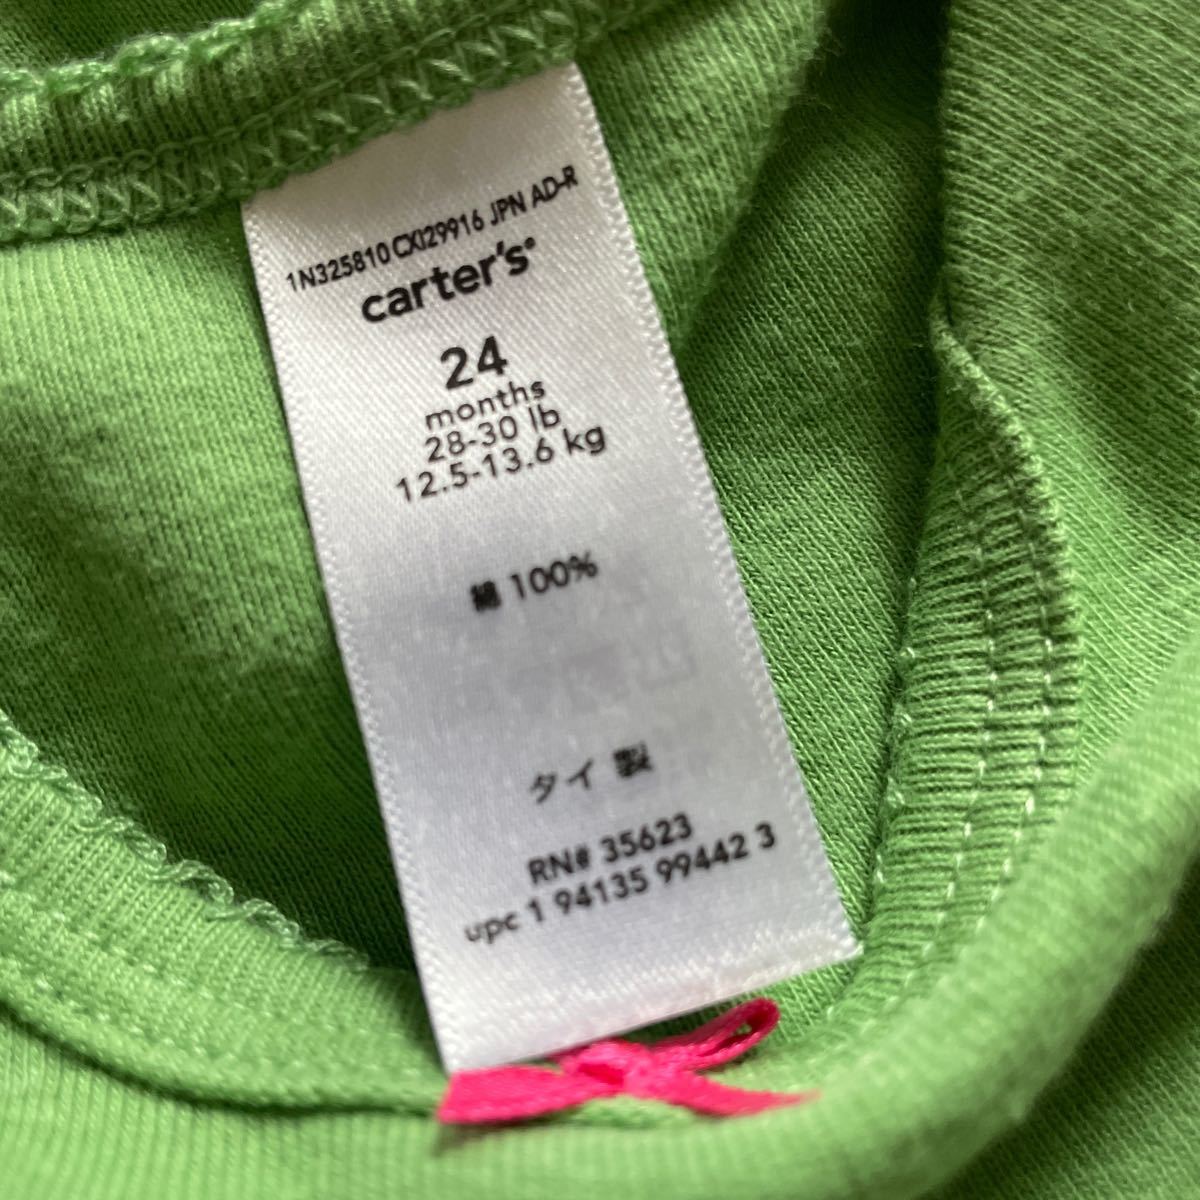 1N325810 CXI29916 JPN AD-R
carter's
24
months
28-30 lb
12.5-13.6 kg
綿 100%
タイ 製
RN# 35623
upc 1 94135 99442 3